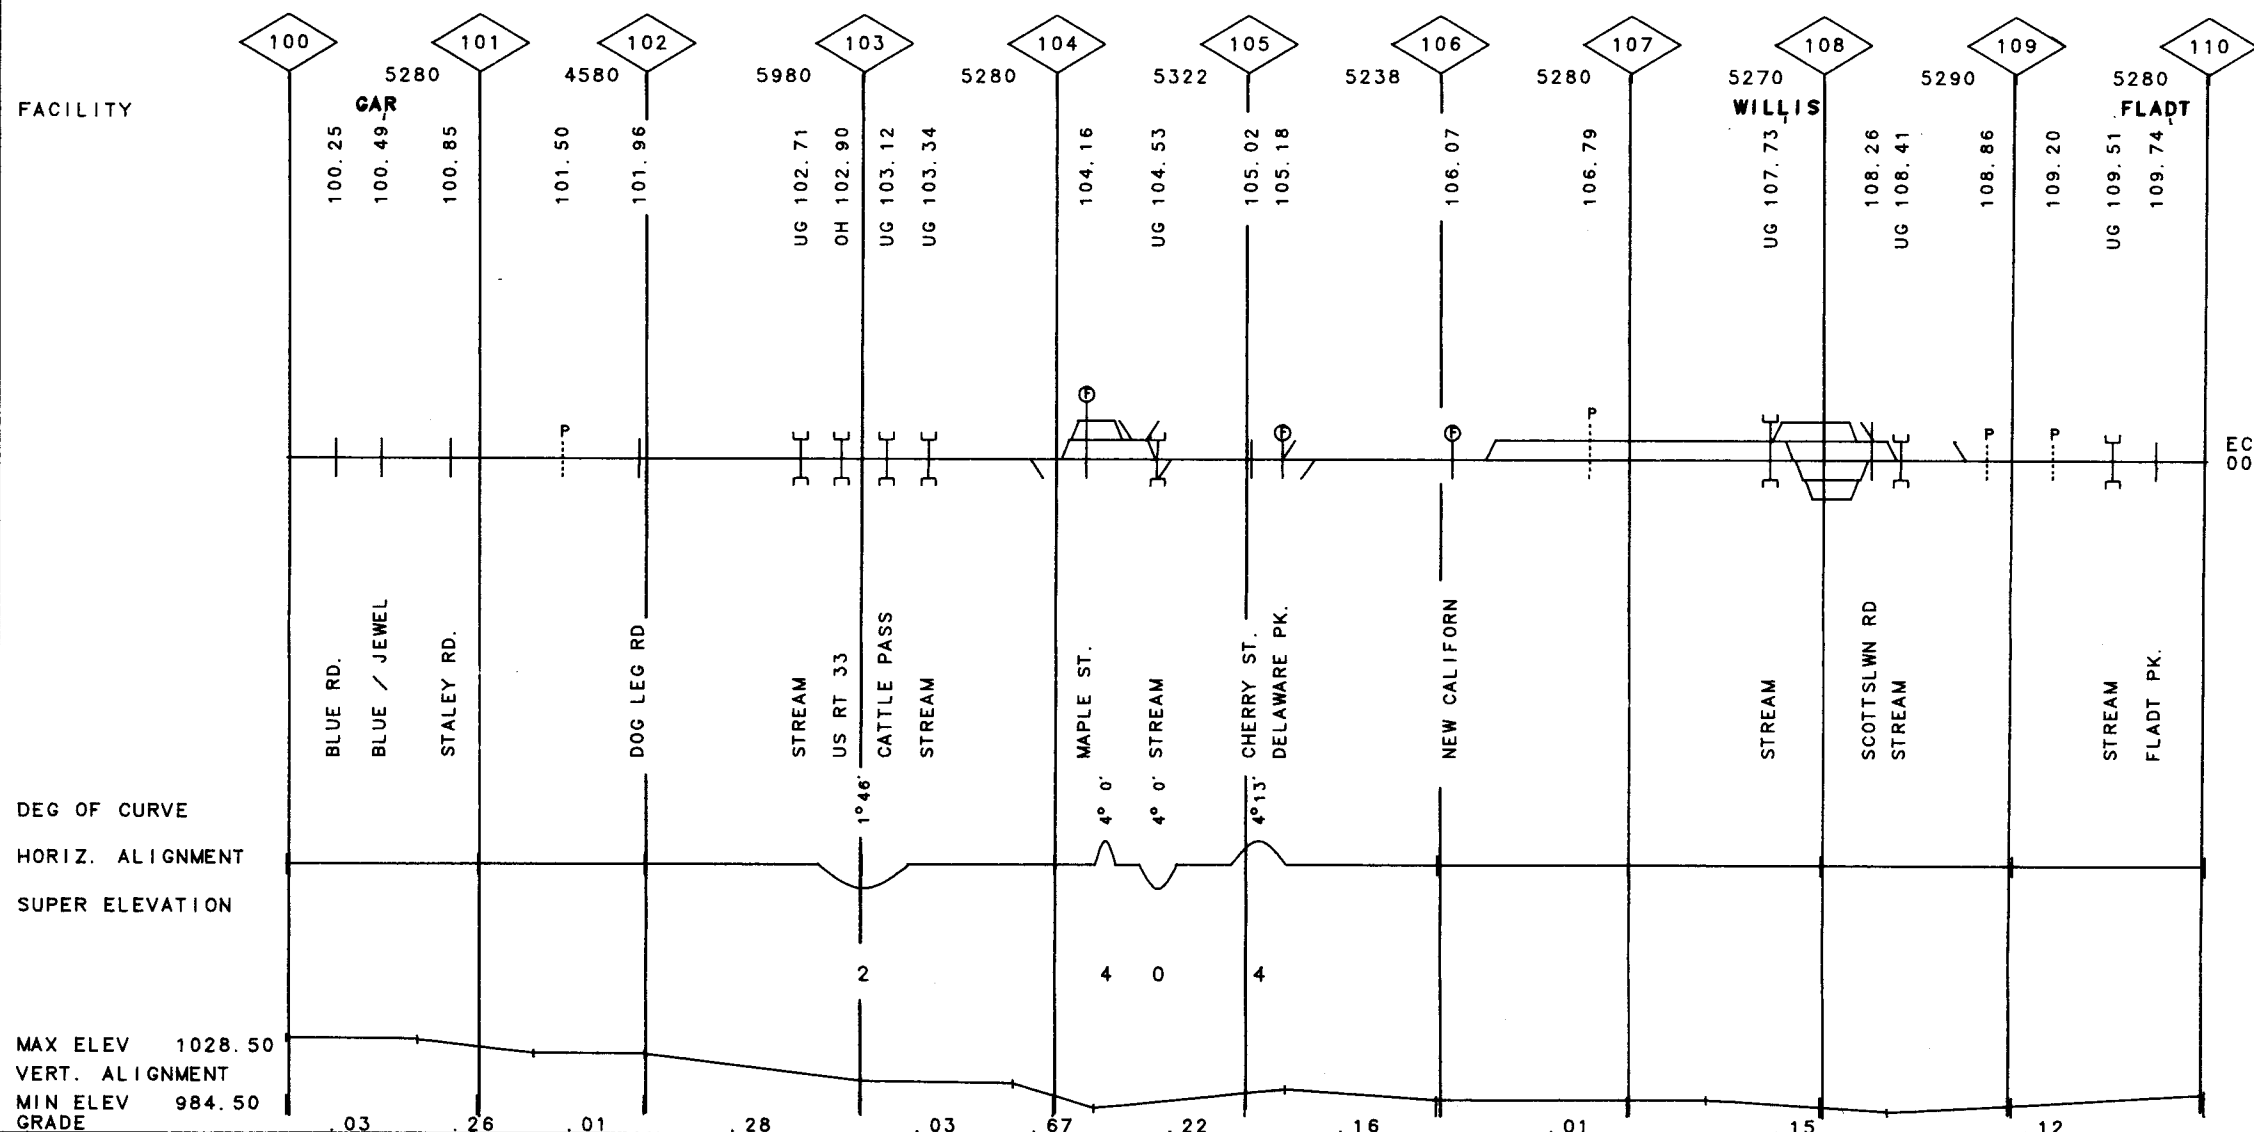 100 101 102 103 104 105 106 107 108 109 110
5280 4580 5980 5280 5322 5238 5280 5270 5290 5280
FACILITY GAR WILLIS FLADT
100.25
100.49
100.85
101.50
101.96
UG 102.71
OH 102.90
UG 103.12
UG 103.34
104.16
UG 104.53
105.02
105.18
106.07
106.79
UG 107.73
108.26
UG 108.41
108.86
109.20
UG 109.51
109.74
F
F
F
P
P
P
P
EC
00
BLUE RD.
BLUE / JEWEL
STALEY RD.
DOG LEG RD
STREAM
US RT 33
CATTLE PASS
STREAM
MAPLE ST.
STREAM
CHERRY ST.
DELAWARE PK.
NEW CALIFORN
STREAM
SCOTTSLWN RD
STREAM
STREAM
FLADT PK.
DEG OF CURVE 1°46' 4° 0' 4° 0' 4°13'
HORIZ. ALIGNMENT
SUPER ELEVATION
2 4 0 4
MAX ELEV 1028.50
VERT. ALIGNMENT
MIN ELEV 984.50
GRADE .03 .26 .01 .28 .03 .67 .22 .16 .01 .15 .12